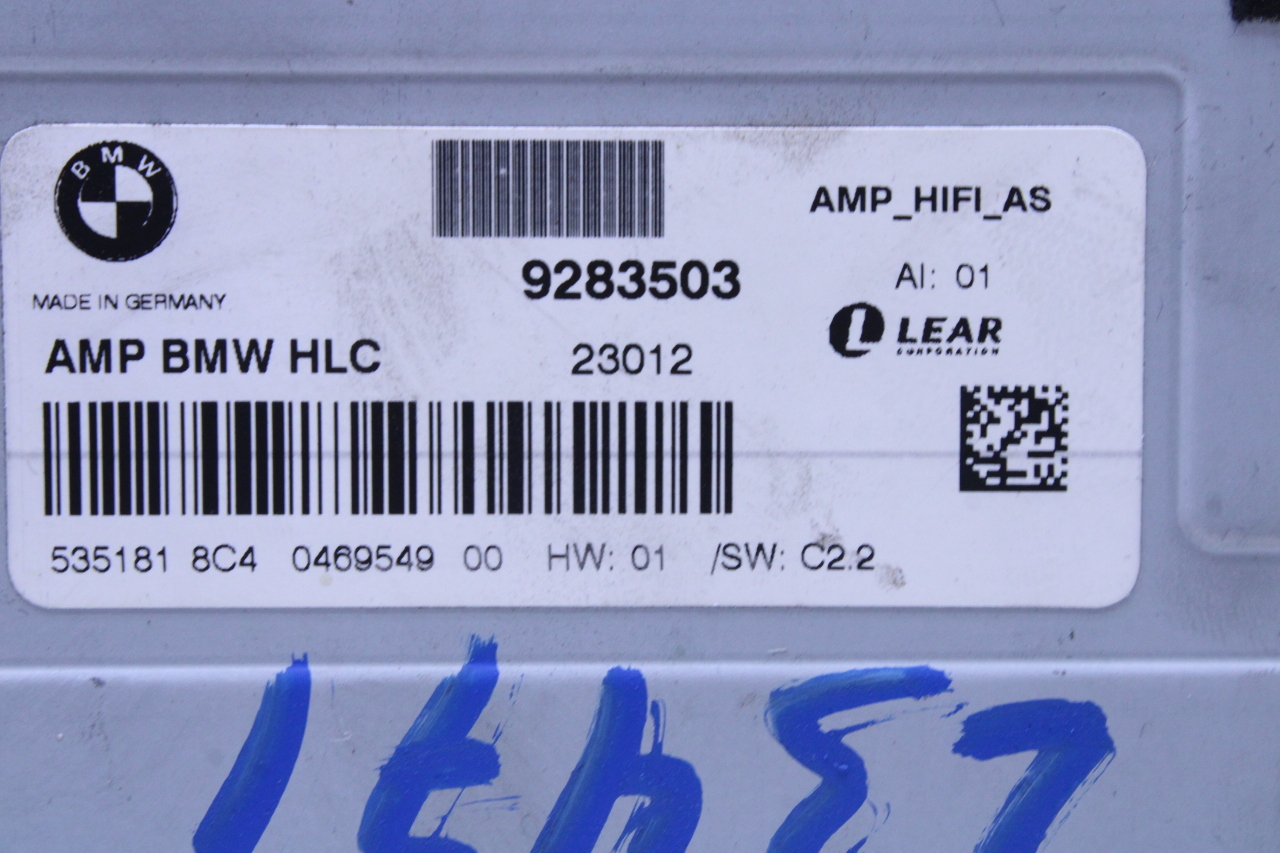 BMW
AMP_HIFI_AS
9283503
AI: 01
MADE IN GERMANY
LEAR
CORPORATION
AMP BMW HLC
23012
535181 8C4 0469549 00 HW: 01 /SW: C2.2